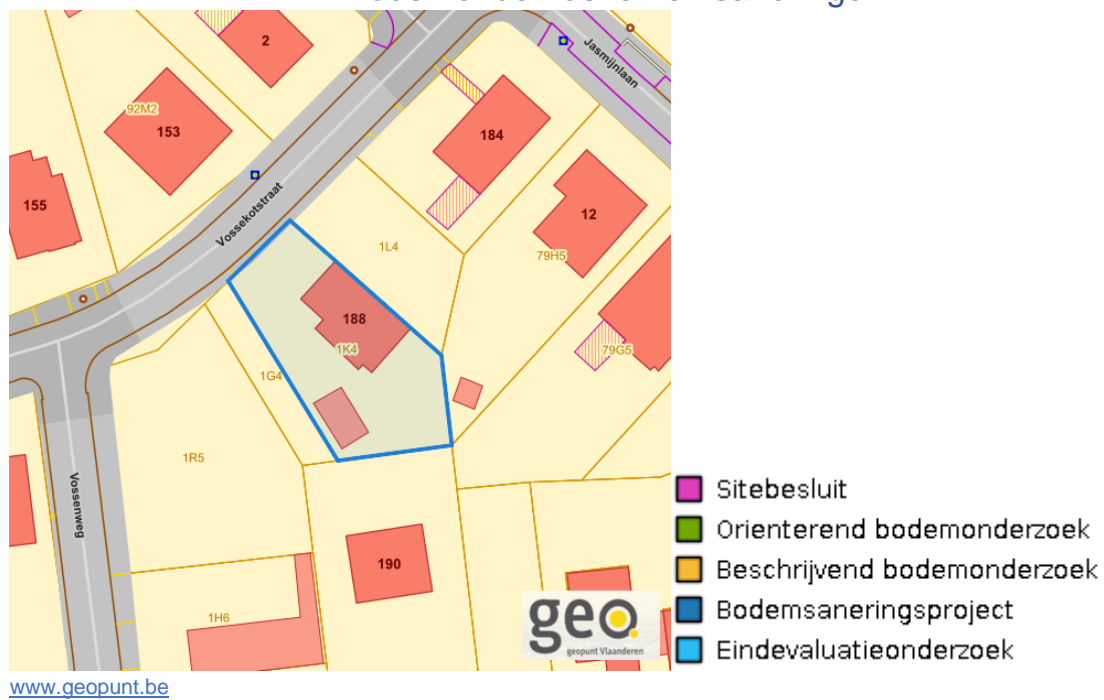 2
Jasmijnlaan
92M2
153
184
155
12
Vossekotstraat
1L4
79H5
188
1K4
79G5
1G4
1R5
Vossenweg
190
1H6
geo.
geopunt Vlaanderen
Sitebesluit
Orienterend bodemonderzoek
Beschrijvend bodemonderzoek
Bodemsaneringsproject
Eindevaluatieonderzoek
www.geopunt.be